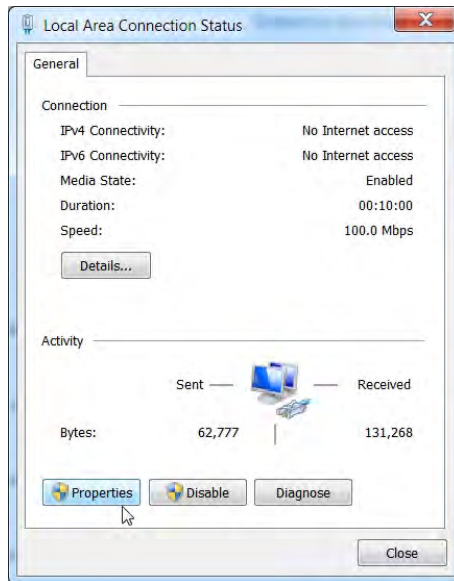 Local Area Connection Status
General
Connection
IPv4 Connectivity: No Internet access
IPv6 Connectivity: No Internet access
Media State: Enabled
Duration: 00:10:00
Speed: 100.0 Mbps
Details...
Activity
Sent Received
Bytes: 62,777 131,268
Properties Disable Diagnose
Close